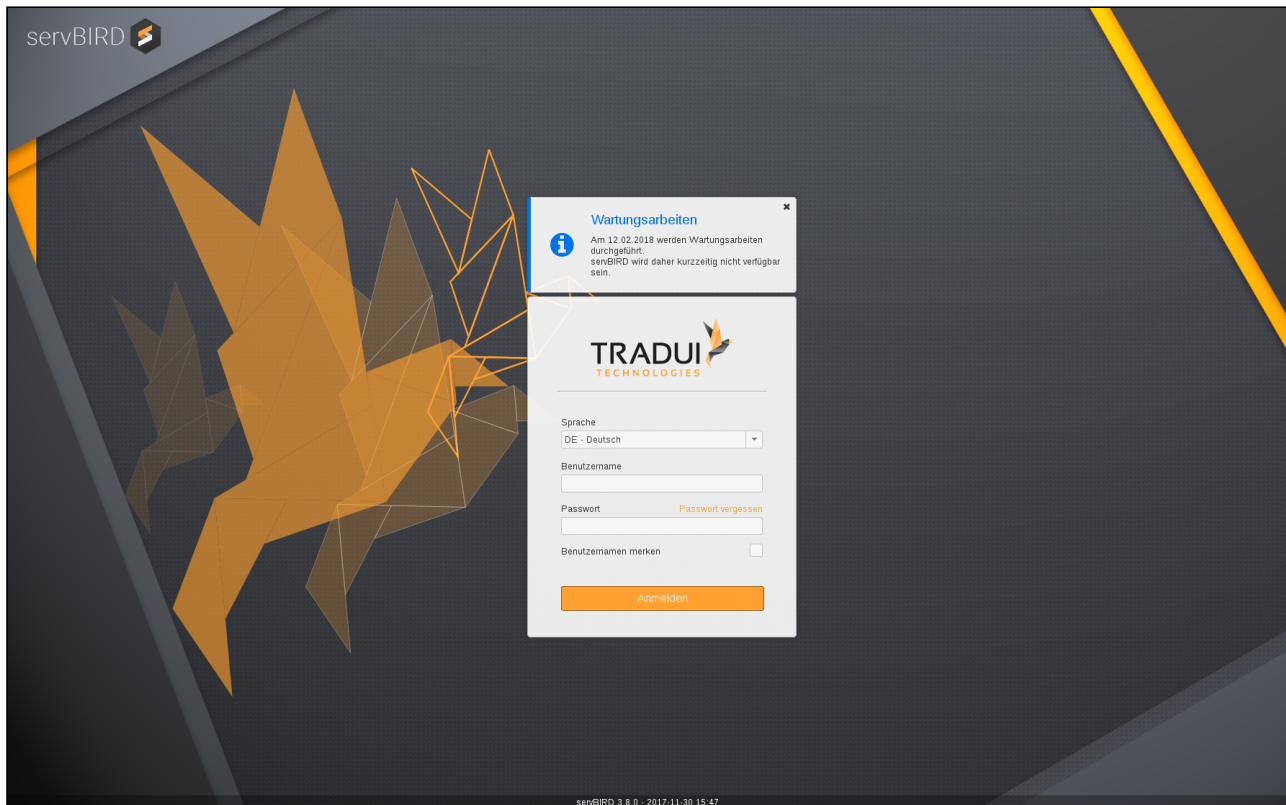 servBIRD
Wartungsarbeiten
Am 12.02.2018 werden Wartungsarbeiten
durchgeführt.
servBIRD wird daher kurzzeitig nicht verfügbar
sein.
TRADUI
TECHNOLOGIES
Sprache
DE - Deutsch
Benutzername
Passwort Passwort vergessen
Benutzernamen merken
Anmelden
servBIRD 3.8.0 - 2017-11-30 15:47